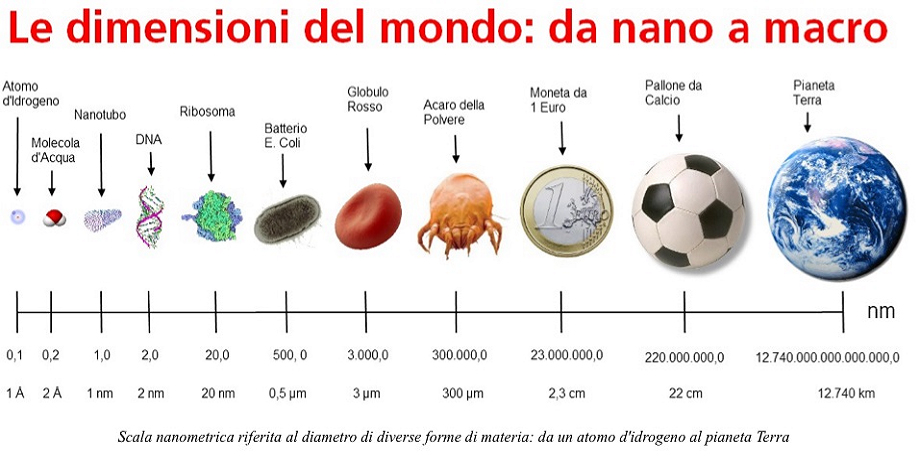 Le dimensioni del mondo: da nano a macro
Atomo
d'Idrogeno
Molecola
d'Acqua
Nanotubo
DNA
Ribosoma
Batterio
E. Coli
Globulo
Rosso
Acaro della
Polvere
Moneta da
1 Euro
Pallone da
Calcio
Pianeta
Terra
1
EURO
nm
0,1 0,2 1,0 2,0 20,0 500, 0 3.000,0 300.000,0 23.000.000,0 220.000.000,0 12.740.000.000.000.000,0
1 Å 2 Å 1 nm 2 nm 20 nm 0,5 µm 3 µm 300 µm 2,3 cm 22 cm 12.740 km
Scala nanometrica riferita al diametro di diverse forme di materia: da un atomo d'idrogeno al pianeta Terra